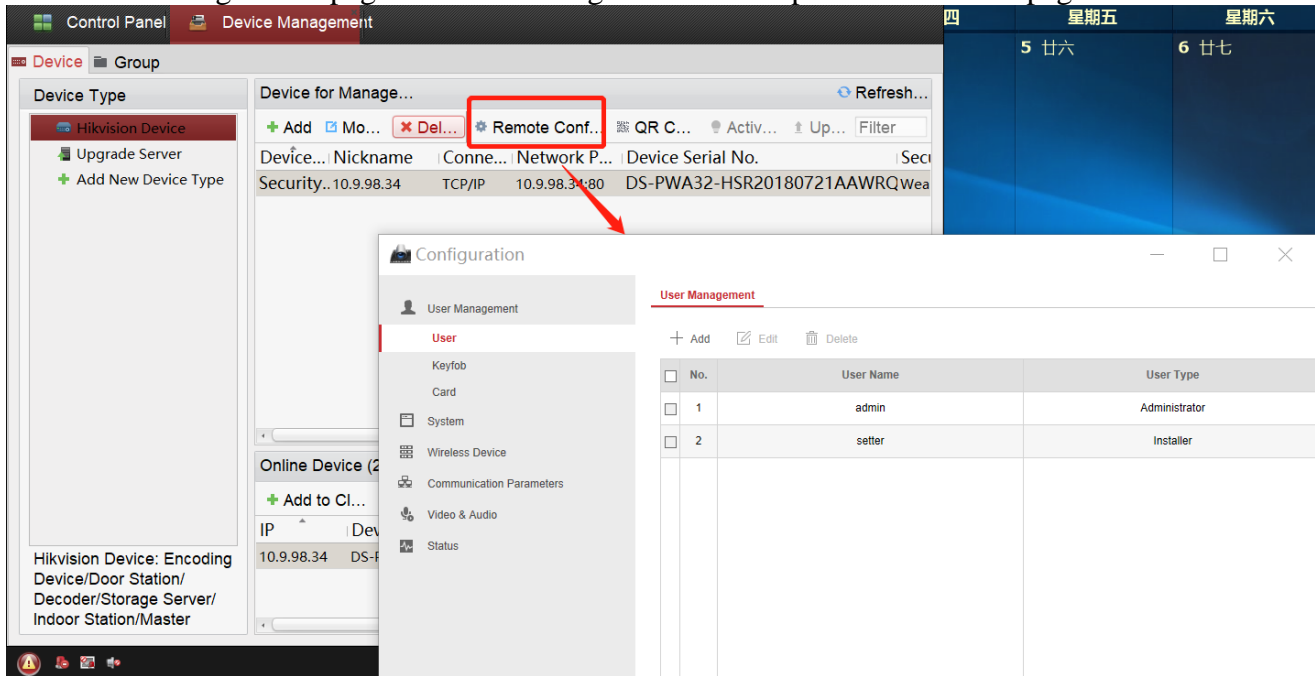 Control Panel Device Management
四 星期五 星期六
5 廿六 6 廿七
Device Group
Device Type
Hikvision Device
Upgrade Server
Add New Device Type
Hikvision Device: Encoding
Device/Door Station/
Decoder/Storage Server/
Indoor Station/Master
Device for Manage... Refresh...
Add Mo... Del... Remote Conf... QR C... Activ... Up... Filter
Device... Nickname Conne... Network P... Device Serial No. Secu
Security.. 10.9.98.34 TCP/IP 10.9.98.34:80 DS-PWA32-HSR20180721AAWRQ Wea
Online Device (2
Add to Cl...
IP Dev
10.9.98.34 DS-P
Configuration
User Management
User
Keyfob
Card
System
Wireless Device
Communication Parameters
Video & Audio
Status
User Management
Add Edit Delete
No. User Name User Type
1 admin Administrator
2 setter Installer